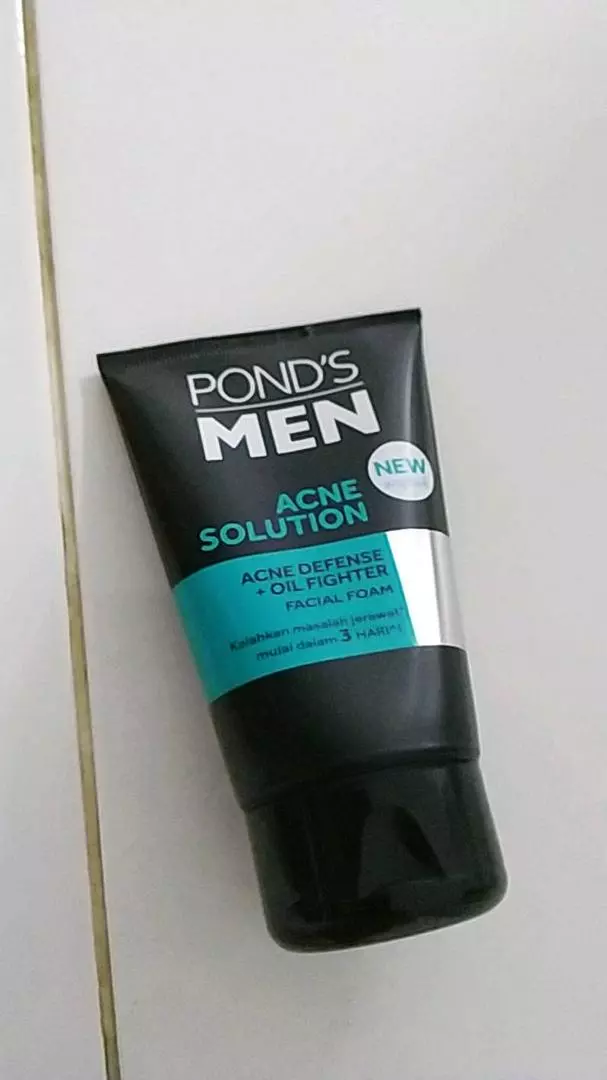 POND'S
MEN
NEW
ACNE
SOLUTION
ACNE DEFENSE
+ OIL FIGHTER
FACIAL FOAM
Kalahkan masalah jerawat*
mulai dalam 3 HARI^!